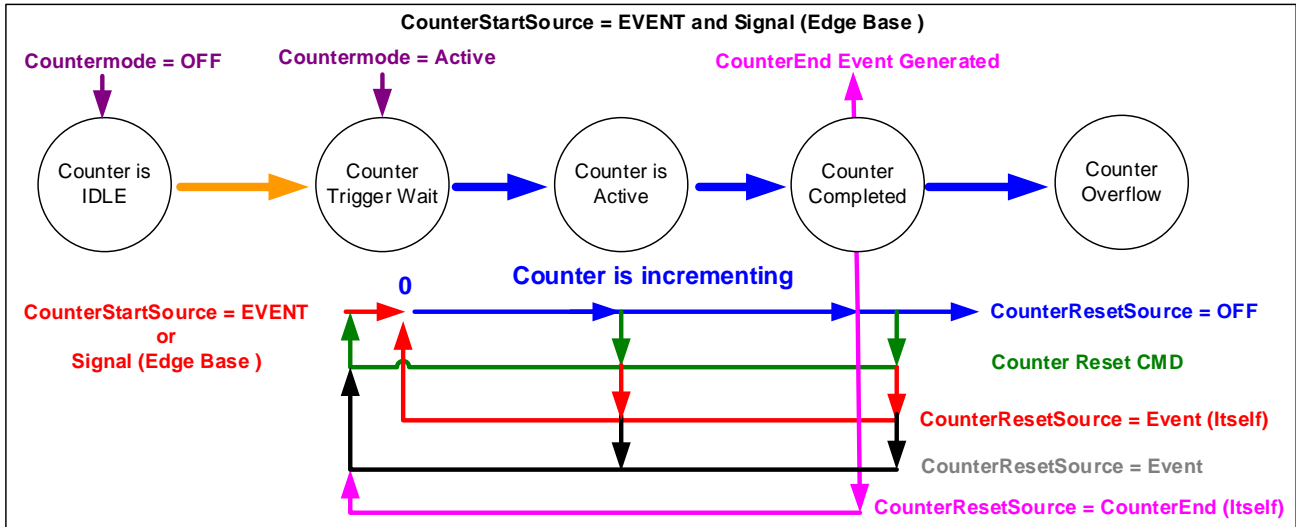 CounterStartSource = EVENT and Signal (Edge Base )
Countermode = OFF
Countermode = Active
CounterEnd Event Generated
Counter is
IDLE
Counter
Trigger Wait
Counter is
Active
Counter
Completed
Counter
Overflow
0
Counter is incrementing
CounterStartSource = EVENT
or
Signal (Edge Base )
CounterResetSource = OFF
Counter Reset CMD
CounterResetSource = Event (Itself)
CounterResetSource = Event
CounterResetSource = CounterEnd (Itself)